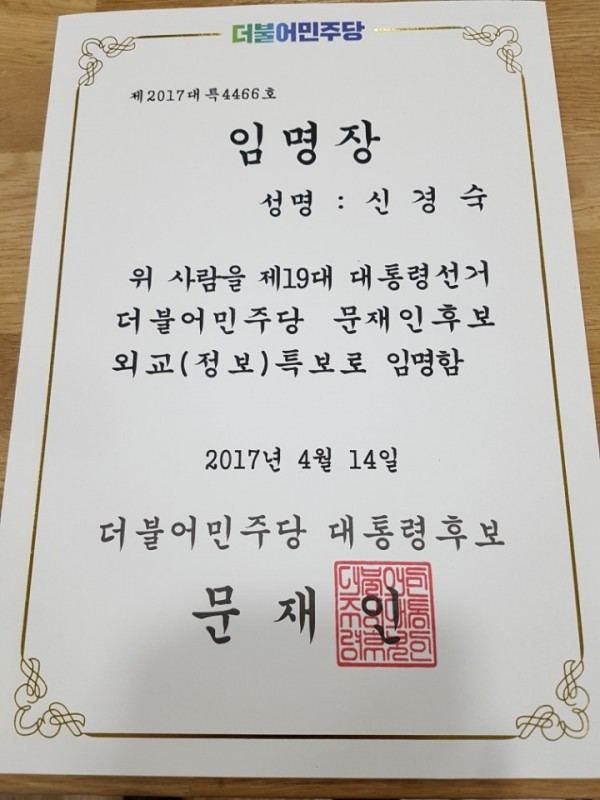 더불어민주당
제2017대특4466호
임명장
성명 : 신경숙
위 사람을 제19대 대통령선거
더불어민주당 문재인후보
외교(정보)특보로 임명함
2017년 4월 14일
더불어민주당 대통령후보
문재인